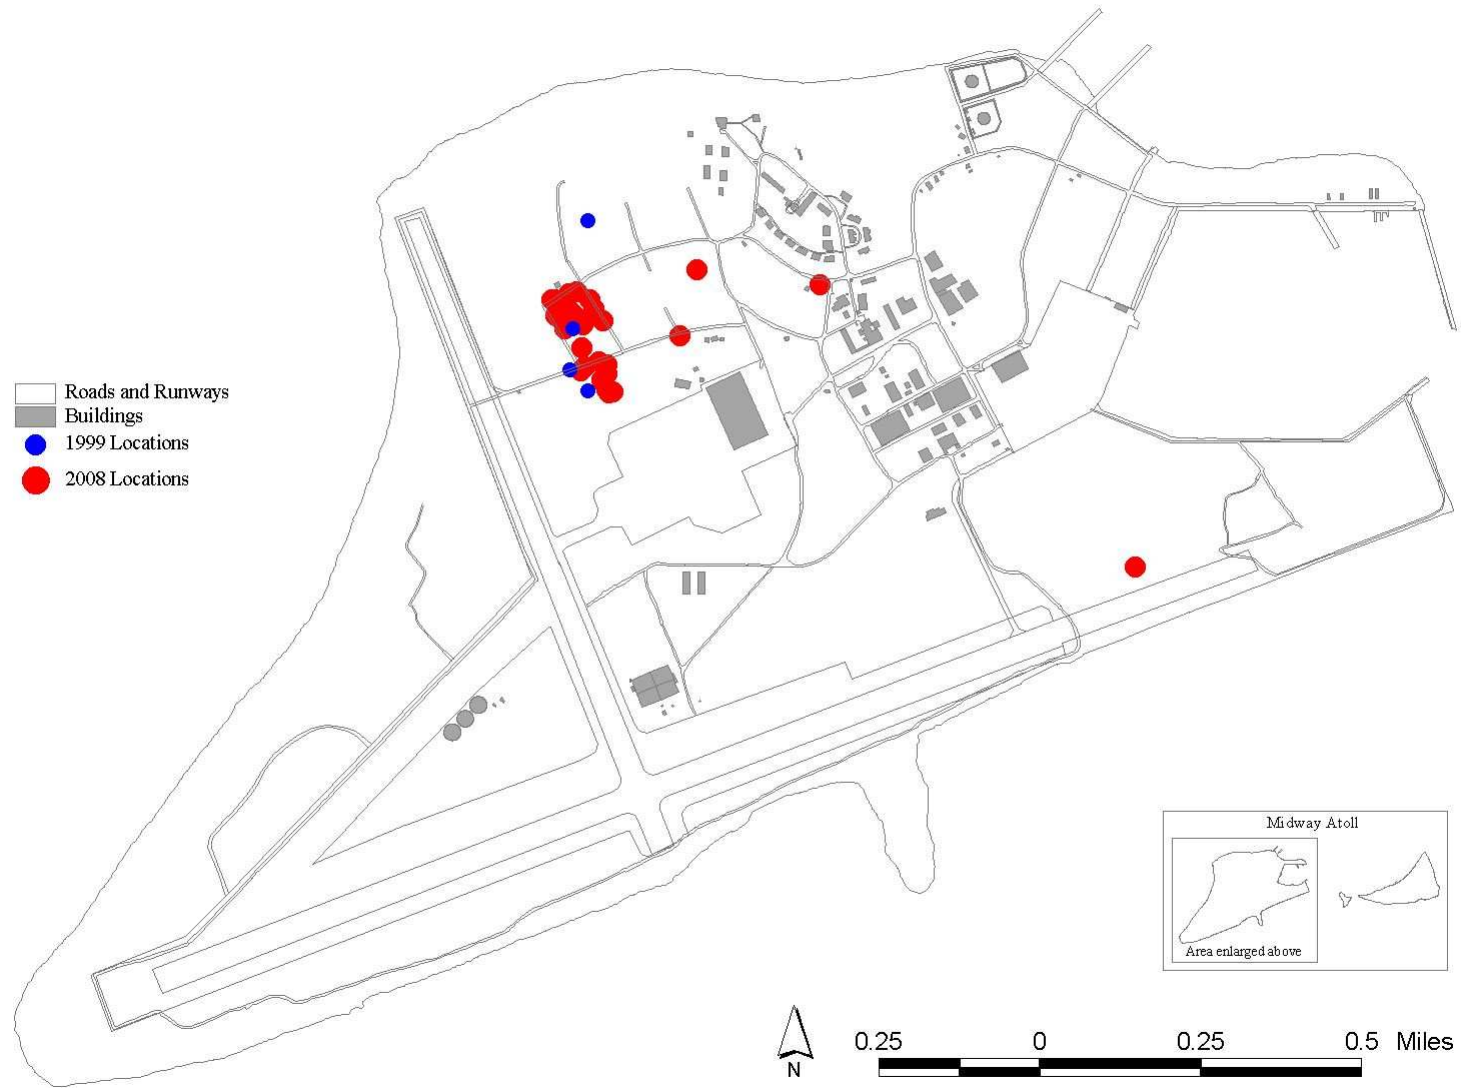 Roads and Runways
Buildings
1999 Locations
2008 Locations
Midway Atoll
Area enlarged above
N
0.25 0 0.25 0.5 Miles